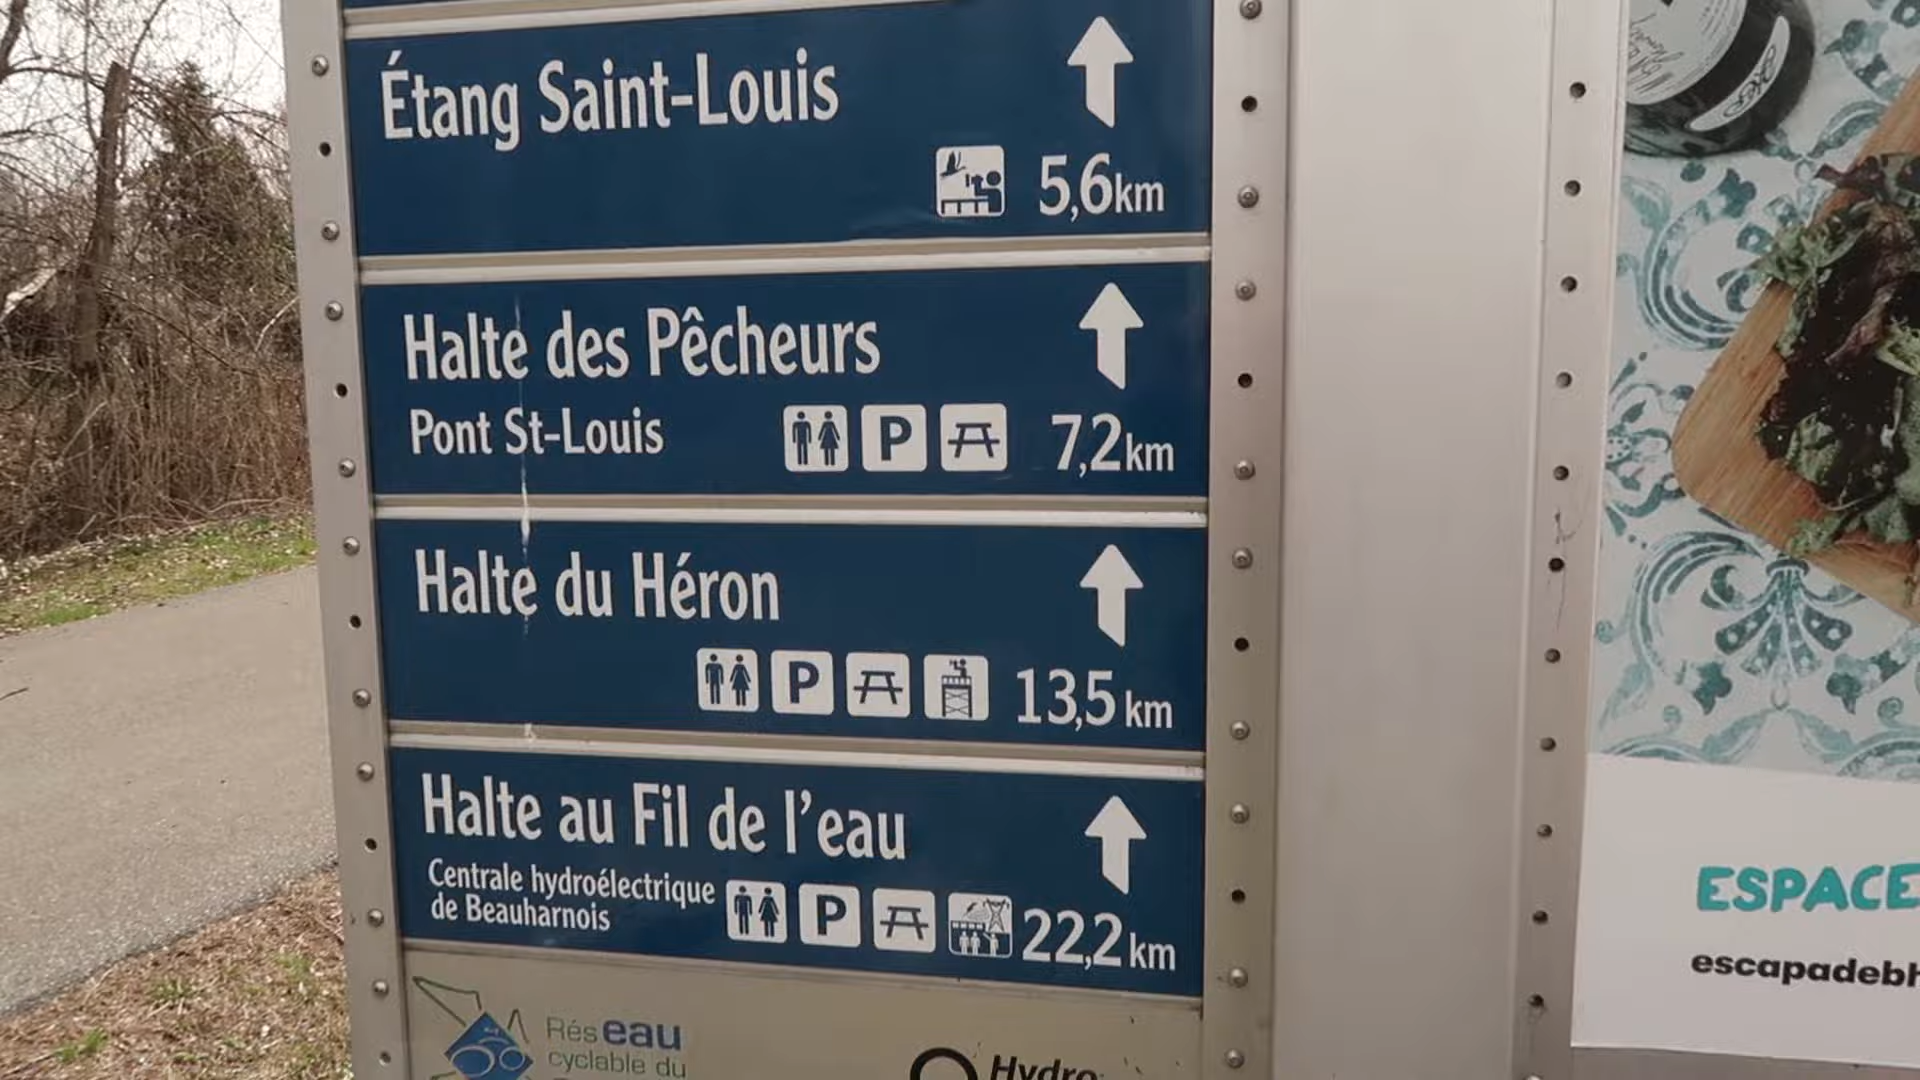 Étang Saint-Louis
5,6km
Halte des Pêcheurs
Pont St-Louis
P
7,2km
Halte du Héron
P
13,5 km
Halte au Fil de l'eau
Centrale hydroélectrique
de Beauharnois
P
22,2 km
Réseau
cyclable du
Hydro
ESPACE
escapadebh